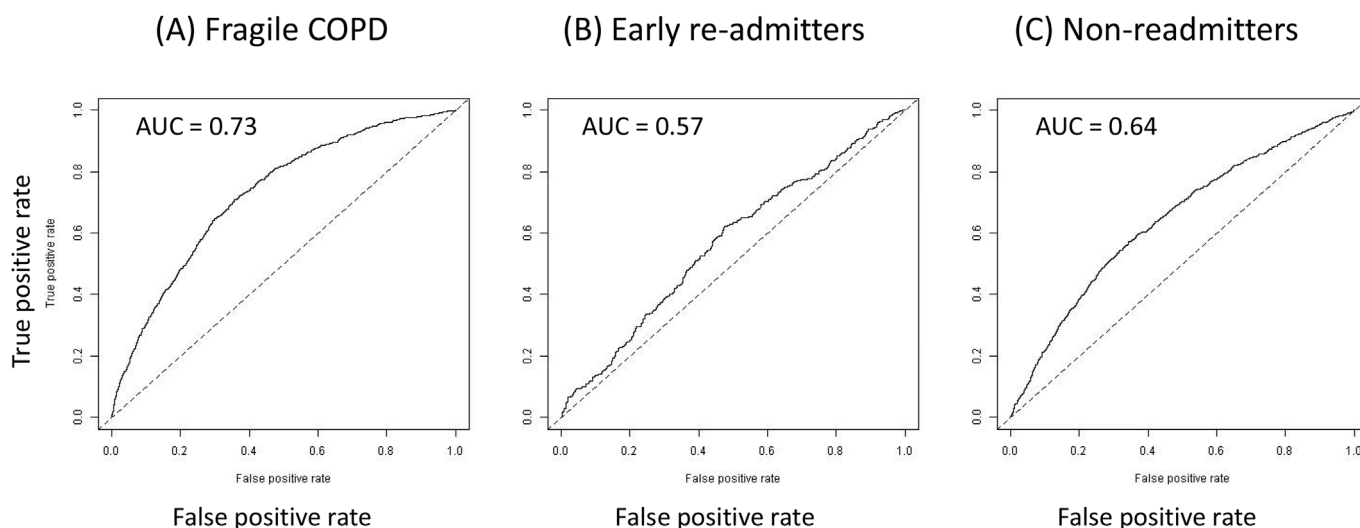 (A) Fragile COPD
(B) Early re-admitters
(C) Non-readmitters
True positive rate
True positive rate
AUC = 0.73
1.0
0.8
0.6
0.4
0.2
0.0
0.0 0.2 0.4 0.6 0.8 1.0
False positive rate
False positive rate
AUC = 0.57
1.0
0.8
0.6
0.4
0.2
0.0
0.0 0.2 0.4 0.6 0.8 1.0
False positive rate
False positive rate
AUC = 0.64
1.0
0.8
0.6
0.4
0.2
0.0
0.0 0.2 0.4 0.6 0.8 1.0
False positive rate
False positive rate